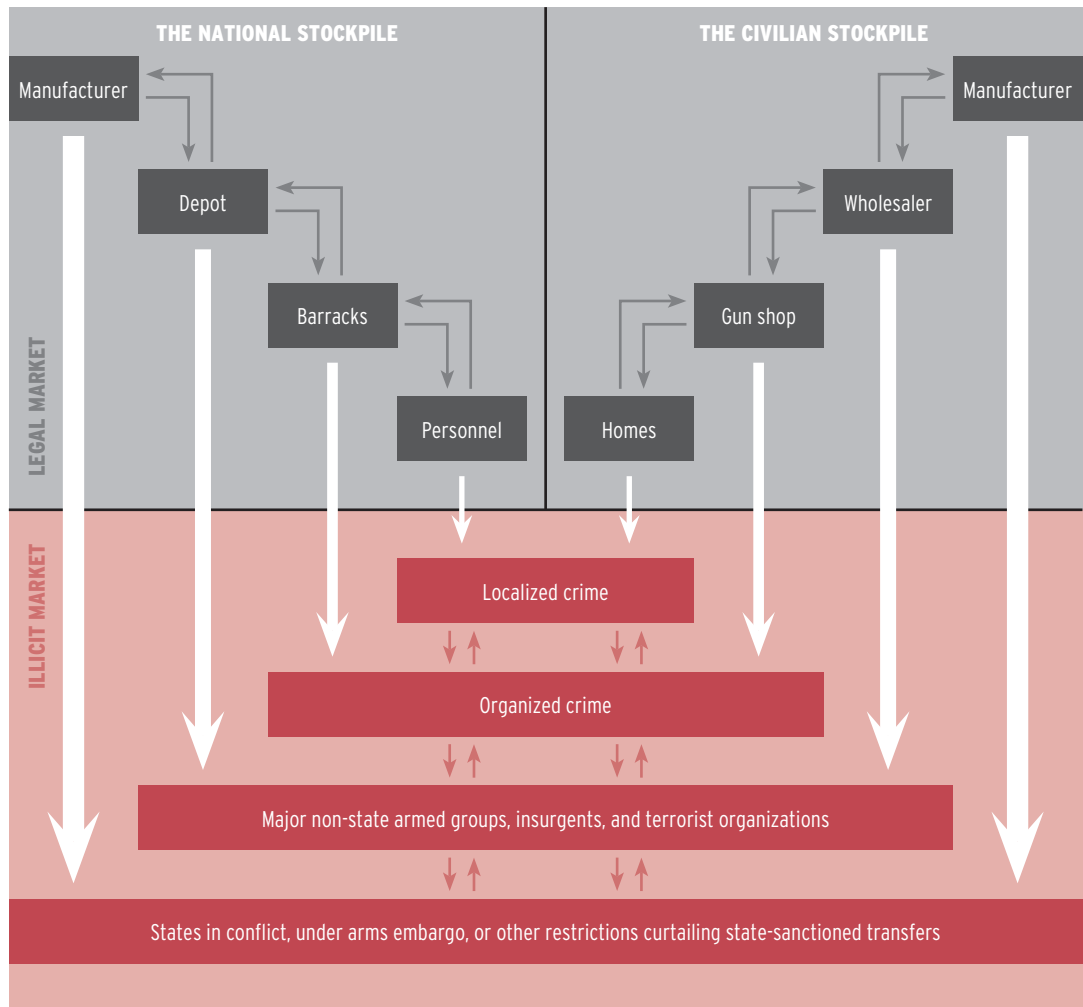 THE NATIONAL STOCKPILE
THE CIVILIAN STOCKPILE
Manufacturer
Manufacturer
Depot
Wholesaler
Barracks
Gun shop
LEGAL MARKET
Personnel
Homes
ILLICIT MARKET
Localized crime
Organized crime
Major non-state armed groups, insurgents, and terrorist organizations
States in conflict, under arms embargo, or other restrictions curtailing state-sanctioned transfers